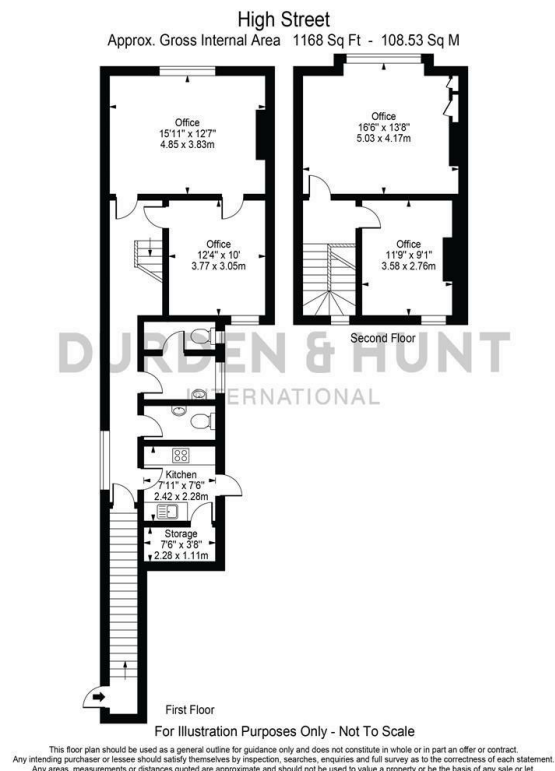 High Street
Approx. Gross Internal Area 1168 Sq Ft - 108.53 Sq M
Office
15'11" x 12'7"
4.85 x 3.83m
Office
16'6" x 13'8"
5.03 x 4.17m
Office
12'4" x 10'
3.77 x 3.05m
Office
11'9" x 9'1"
3.58 x 2.76m
Second Floor
DURDEN & HUNT
INTERNATIONAL
Kitchen
7'11" x 7'6"
2.42 x 2.28m
Storage
7'6" x 3'8"
2.28 x 1.11m
First Floor
For Illustration Purposes Only - Not To Scale
This floor plan should be used as a general outline for guidance only and does not constitute in whole or in part an offer or contract.
Any intending purchaser or lessee should satisfy themselves by inspection, searches, enquiries and full survey as to the correctness of each statement.
Any areas, measurements or distances quoted are approximate and should not be used to value a property or be the basis of any sale or let.